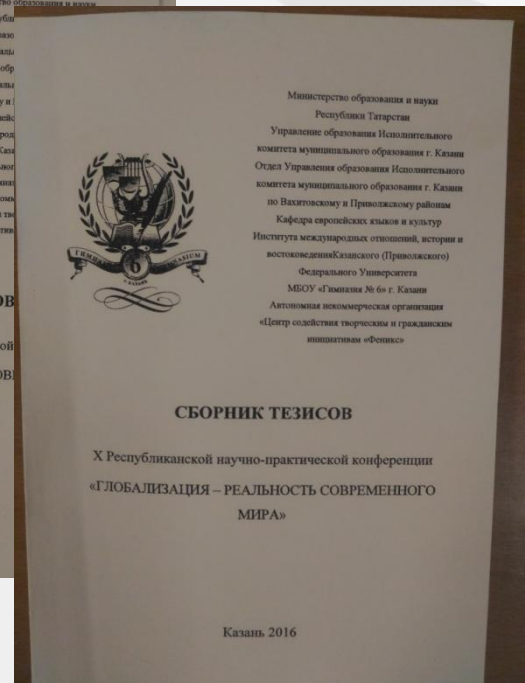 Министерство образования и науки
Республики Татарстан
Управление образования Исполнительного
комитета муниципального образования г. Казани
Отдел Управления образования Исполнительного
комитета муниципального образования г. Казани
по Вахитовскому и Приволжскому районам
Кафедра европейских языков и культур
Института международных отношений, истории и
востоковеденияКазанского (Приволжского)
Федерального Университета
МБОУ «Гимназия № 6» г. Казани
Автономная некоммерческая организация
«Центр содействия творческим и гражданским
инициативам «Феникс»
6
Г. КАЗАНЬ
СБОРНИК ТЕЗИСОВ
X Республиканской научно-практической конференции
«ГЛОБАЛИЗАЦИЯ – РЕАЛЬНОСТЬ СОВРЕМЕННОГО
МИРА»
Казань 2016